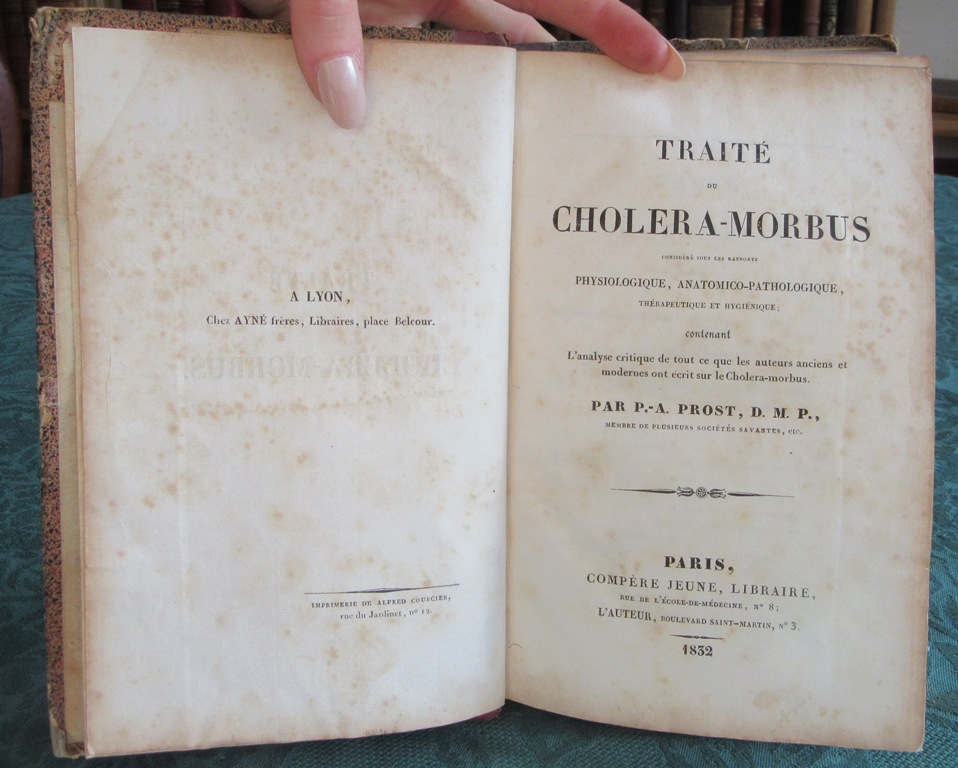 A LYON,
Chez AYNÉ frères, Libraires, place Belcour.
IMPRIMERIE DE ALFRED COURCIER,
rue du Jardinet, nº 12.
TRAITÉ
DU
CHOLERA-MORBUS
CONSIDÉRÉ SOUS LES RAPPORTS
PHYSIOLOGIQUE, ANATOMICO-PATHOLOGIQUE,
THÉRAPEUTIQUE ET HYGIÉNIQUE;
contenant
L'analyse critique de tout ce que les auteurs anciens et
modernes ont écrit sur le Cholera-morbus.
PAR P.-A. PROST, D. M. P.,
MEMBRE DE PLUSIEURS SOCIÉTÉS SAVANTES, etc.
PARIS,
COMPÈRE JEUNE, LIBRAIRE,
RUE DE L'ÉCOLE-DE-MÉDECINE, Nº 8;
L'AUTEUR, BOULEVARD SAINT-MARTIN, Nº 3.
1832